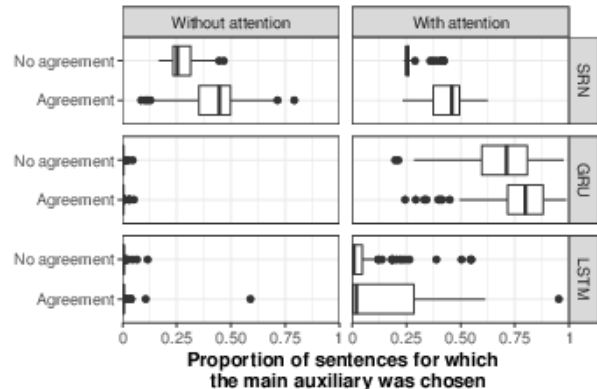 Without attention
With attention
No agreement
Agreement
SRN
No agreement
Agreement
GRU
No agreement
Agreement
LSTM
0 0.25 0.50 0.75 1 0 0.25 0.50 0.75 1
Proportion of sentences for which
the main auxiliary was chosen